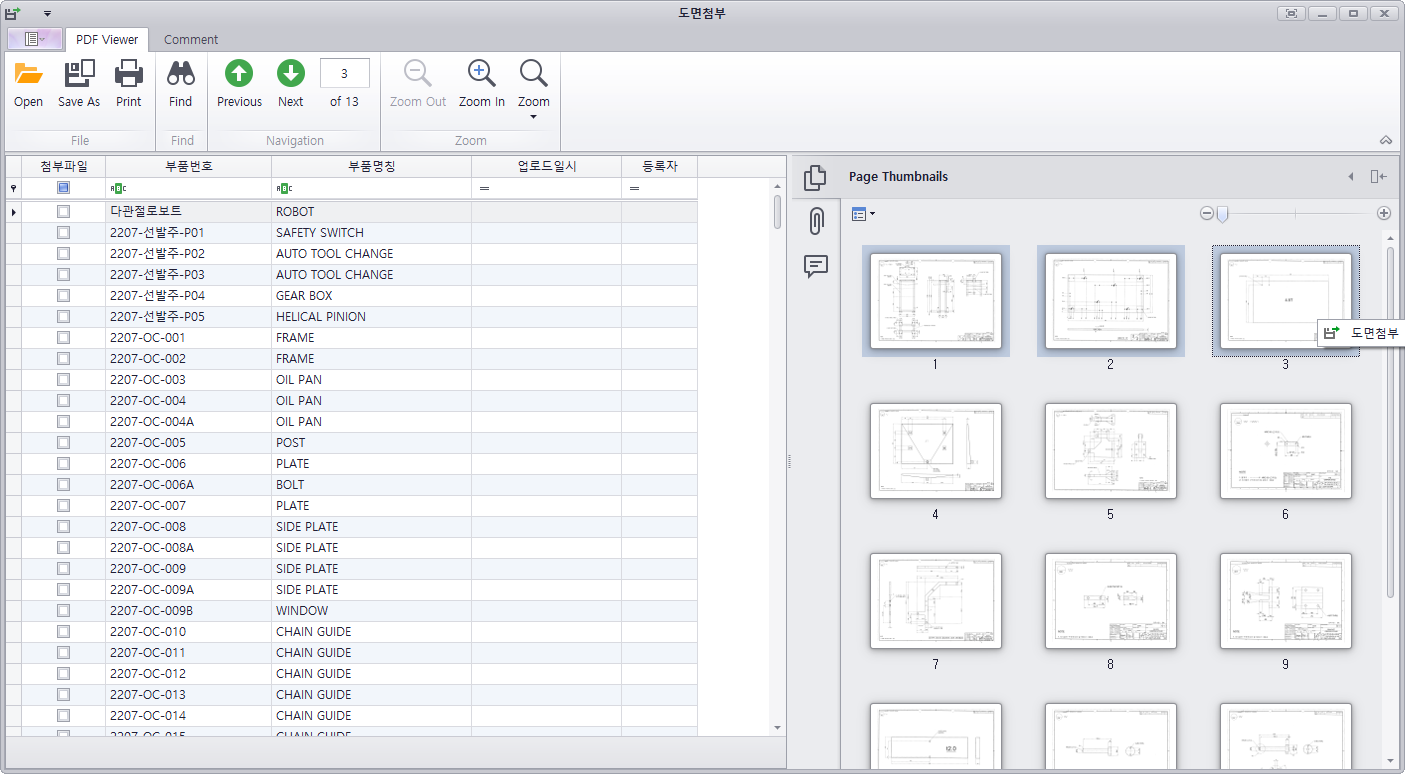 도면첨부
PDF Viewer
Comment
Open
Save As
Print
Find
Previous
Next
3
of 13
Zoom Out
Zoom In
Zoom
File
Find
Navigation
Zoom
첨부파일 부품번호 부품명칭 업로드일시 등록자
ABC ABC = =
다관절로보트 ROBOT
2207-선발주-P01 SAFETY SWITCH
2207-선발주-P02 AUTO TOOL CHANGE
2207-선발주-P03 AUTO TOOL CHANGE
2207-선발주-P04 GEAR BOX
2207-선발주-P05 HELICAL PINION
2207-OC-001 FRAME
2207-OC-002 FRAME
2207-OC-003 OIL PAN
2207-OC-004 OIL PAN
2207-OC-004A OIL PAN
2207-OC-005 POST
2207-OC-006 PLATE
2207-OC-006A BOLT
2207-OC-007 PLATE
2207-OC-008 SIDE PLATE
2207-OC-008A SIDE PLATE
2207-OC-009 SIDE PLATE
2207-OC-009A SIDE PLATE
2207-OC-009B WINDOW
2207-OC-010 CHAIN GUIDE
2207-OC-011 CHAIN GUIDE
2207-OC-012 CHAIN GUIDE
2207-OC-013 CHAIN GUIDE
2207-OC-014 CHAIN GUIDE
2207-OC-015 CHAIN GUIDE
Page Thumbnails
도면첨부
1 2 3
4 5 6
7 8 9